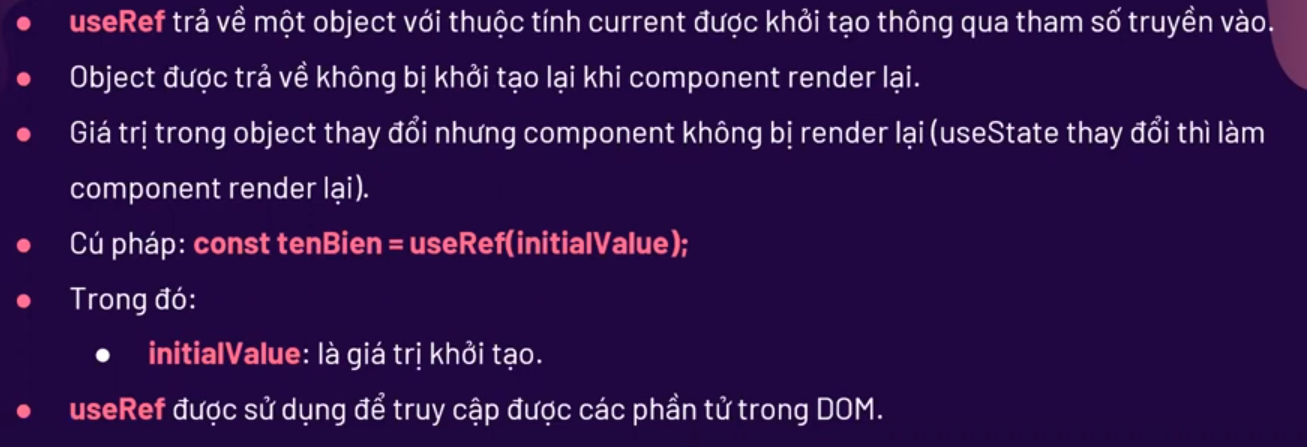 useRef trả về một object với thuộc tính current được khởi tạo thông qua tham số truyền vào.
Object được trả về không bị khởi tạo lại khi component render lại.
Giá trị trong object thay đổi nhưng component không bị render lại (useState thay đổi thì làm
component render lại).
Cú pháp: const tenBien = useRef(initialValue);
Trong đó:
initialValue: là giá trị khởi tạo.
useRef được sử dụng để truy cập được các phần tử trong DOM.